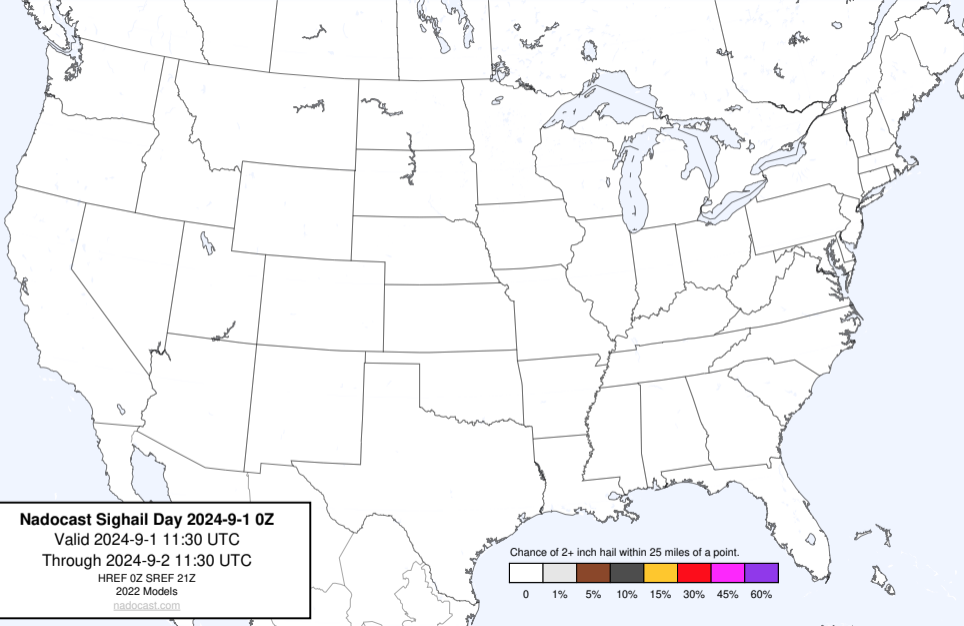 Nadocast Sighail Day 2024-9-1 0Z
Valid 2024-9-1 11:30 UTC
Through 2024-9-2 11:30 UTC
HREF 0Z SREF 21Z
2022 Models
nadocast.com
Chance of 2+ inch hail within 25 miles of a point.
0 1% 5% 10% 15% 30% 45% 60%